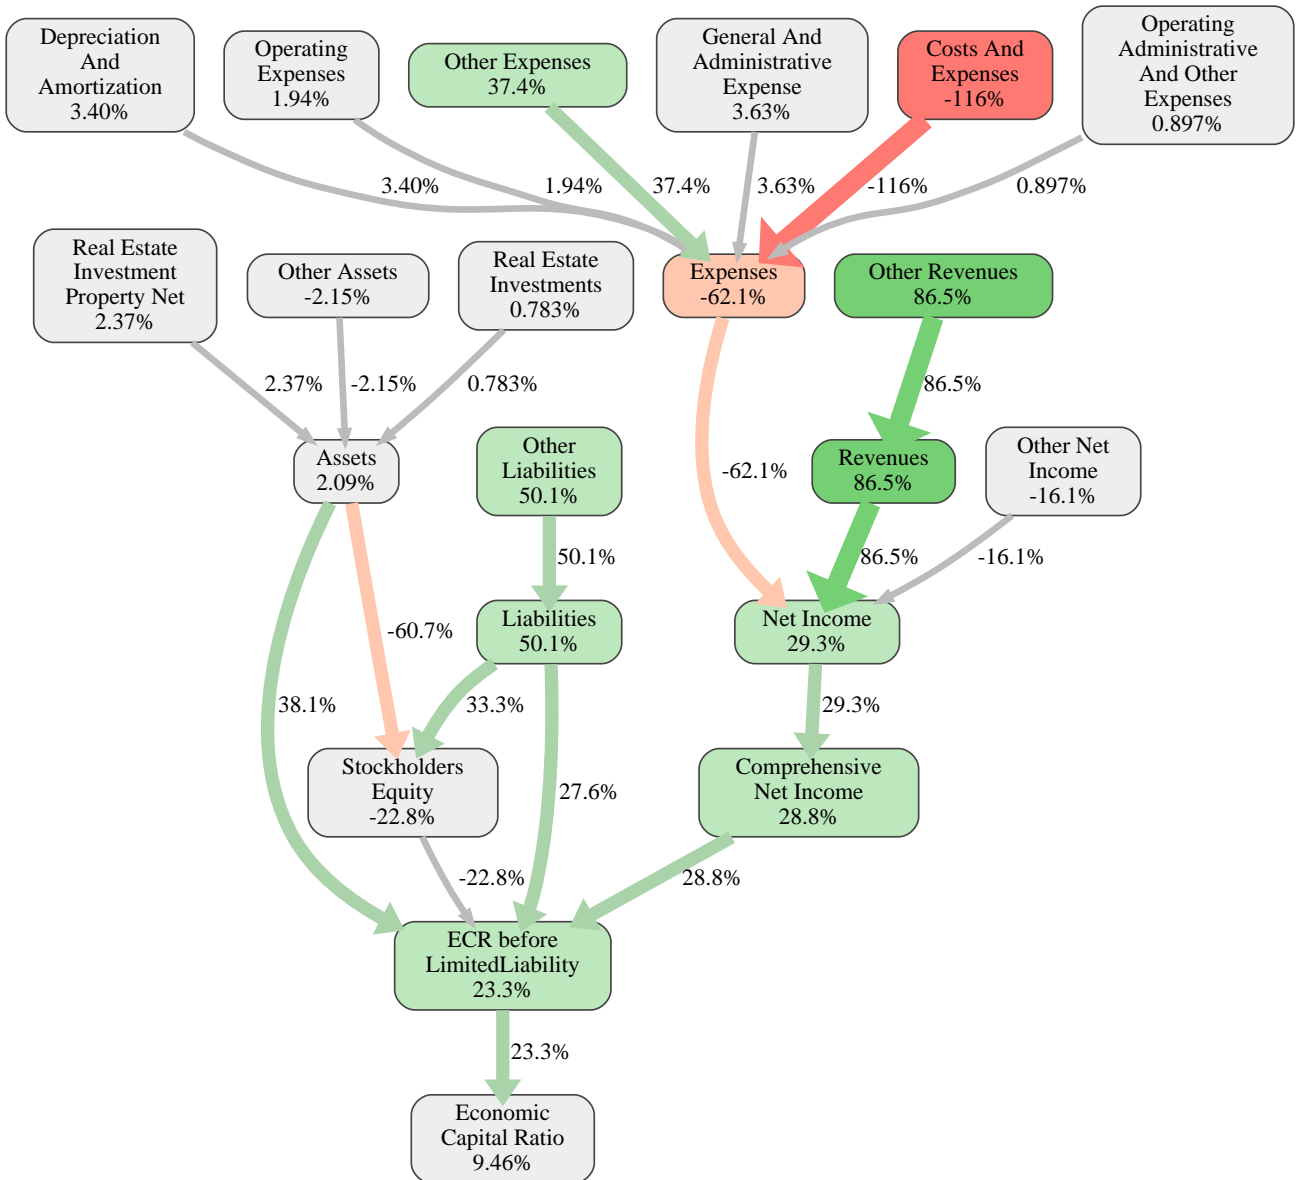 Depreciation
And
Amortization
3.40%
Operating
Expenses
1.94%
Other Expenses
37.4%
General And
Administrative
Expense
3.63%
Costs And
Expenses
-116%
Operating
Administrative
And Other
Expenses
0.897%
3.40%
1.94%
37.4%
3.63%
-116%
0.897%
Real Estate
Investment
Property Net
2.37%
Other Assets
-2.15%
Real Estate
Investments
0.783%
Expenses
-62.1%
Other Revenues
86.5%
2.37%
-2.15%
0.783%
86.5%
Assets
2.09%
Other
Liabilities
50.1%
-62.1%
Revenues
86.5%
Other Net
Income
-16.1%
50.1%
86.5%
-16.1%
Liabilities
50.1%
Net Income
29.3%
-60.7%
38.1%
33.3%
29.3%
Stockholders
Equity
-22.8%
27.6%
Comprehensive
Net Income
28.8%
-22.8%
28.8%
ECR before
LimitedLiability
23.3%
23.3%
Economic
Capital Ratio
9.46%